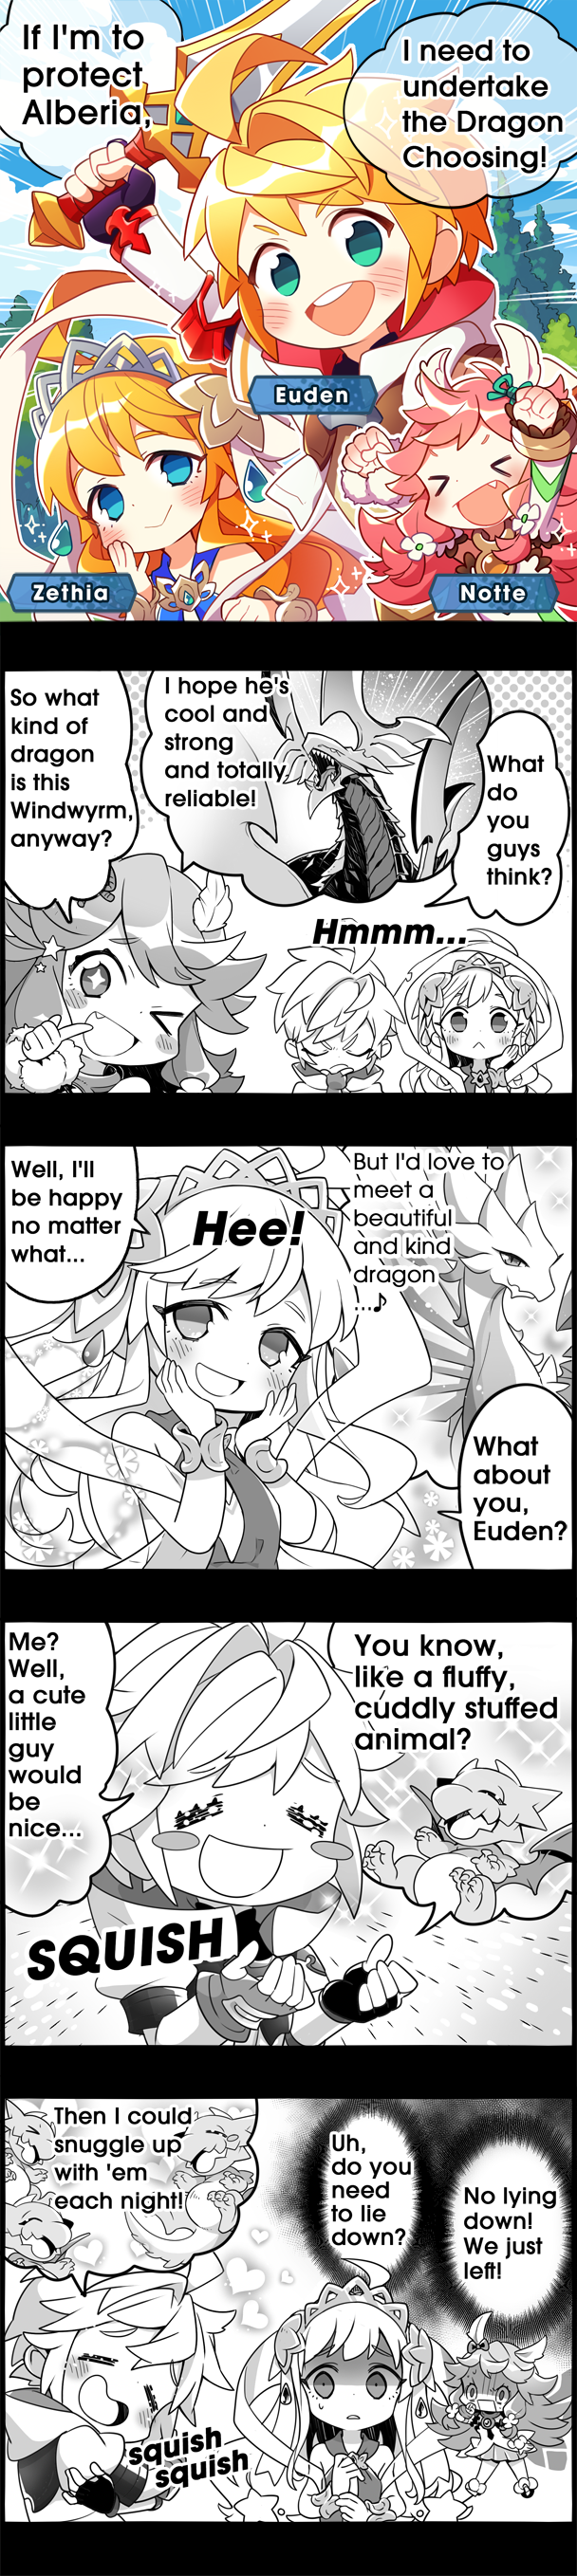 If I'm to
protect
Alberia,
I need to
undertake
the Dragon
Choosing!
Euden
Zethia
Notte
So what
kind of
dragon
is this
Windwyrm,
anyway?
I hope he's
cool and
strong
and totally
reliable!
What
do
you
guys
think?
Hmmm...
Well, I'll
be happy
no matter
what...
Hee!
But I'd love to
meet a
beautiful
and kind
dragon
...♪
What
about
you,
Euden?
Me?
Well,
a cute
little
guy
would
be
nice...
You know,
like a fluffy,
cuddly stuffed
animal?
SQUISH
Then I could
snuggle up
with 'em
each night!
Uh,
do you
need
to lie
down?
No lying
down!
We just
left!
squish
squish